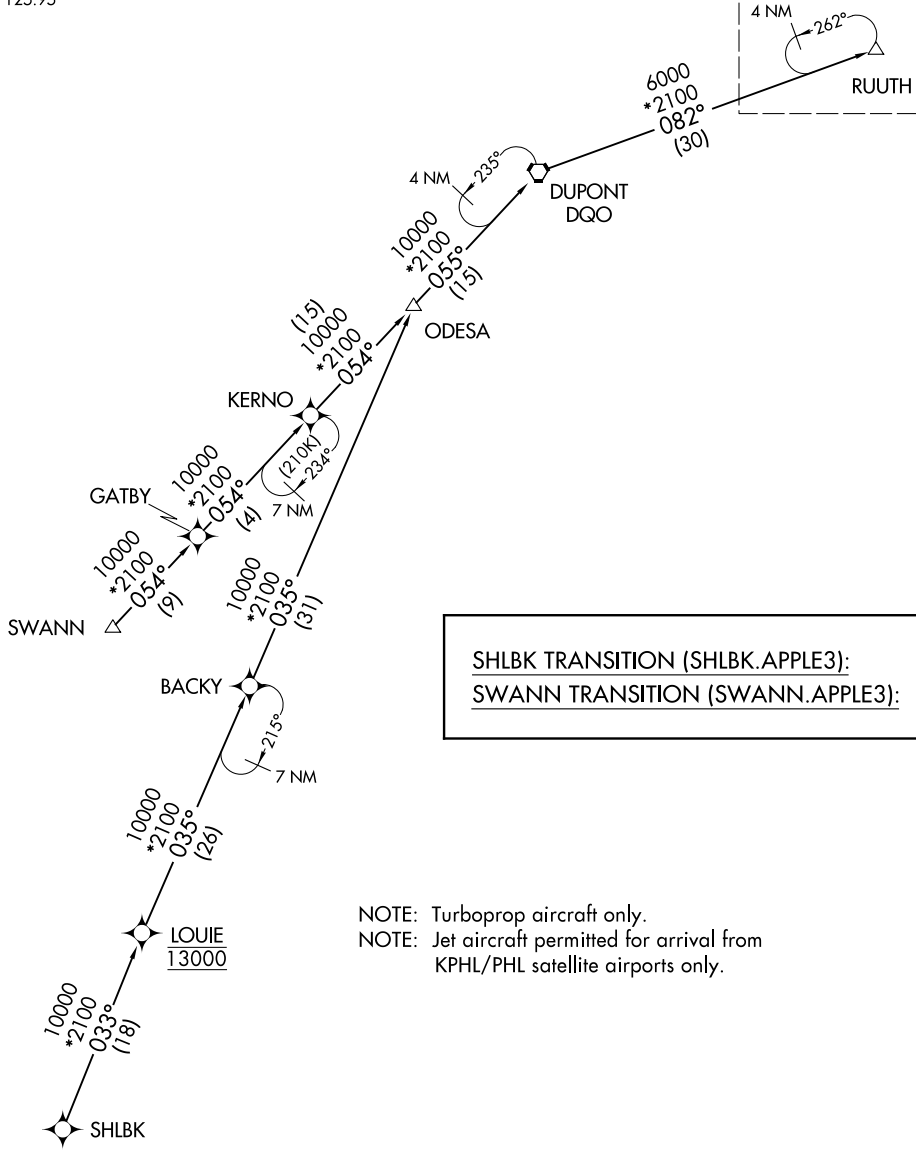 4 NM
262°
RUUTH
6000
*2100
082°
(30)
4 NM
235°
DUPONT
DQO
10000
*2100
055°
(15)
ODESA
(15)
10000
*2100
054°
KERNO
(210K)
234°
7 NM
10000
*2100
054°
(4)
GATBY
10000
*2100
054°
(9)
SWANN
10000
*2100
035°
(31)
SHLBK TRANSITION (SHLBK.APPLE3):
SWANN TRANSITION (SWANN.APPLE3):
BACKY
215°
7 NM
10000
*2100
035°
(26)
NOTE: Turboprop aircraft only.
NOTE: Jet aircraft permitted for arrival from
KPHL/PHL satellite airports only.
LOUIE
13000
10000
*2100
033°
(18)
SHLBK